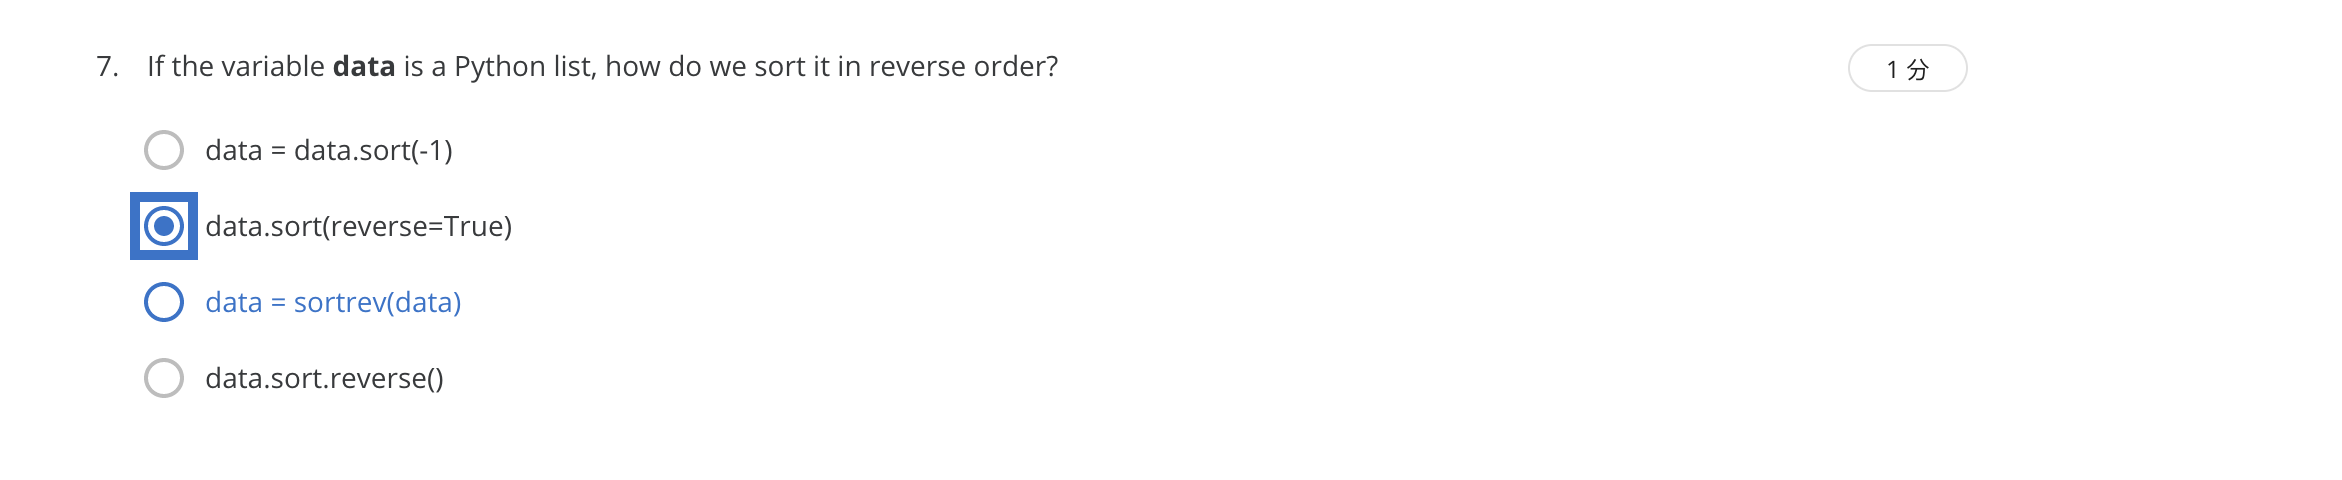 7. If the variable data is a Python list, how do we sort it in reverse order?
1 分
data = data.sort(-1)
data.sort(reverse=True)
data = sortrev(data)
data.sort.reverse()